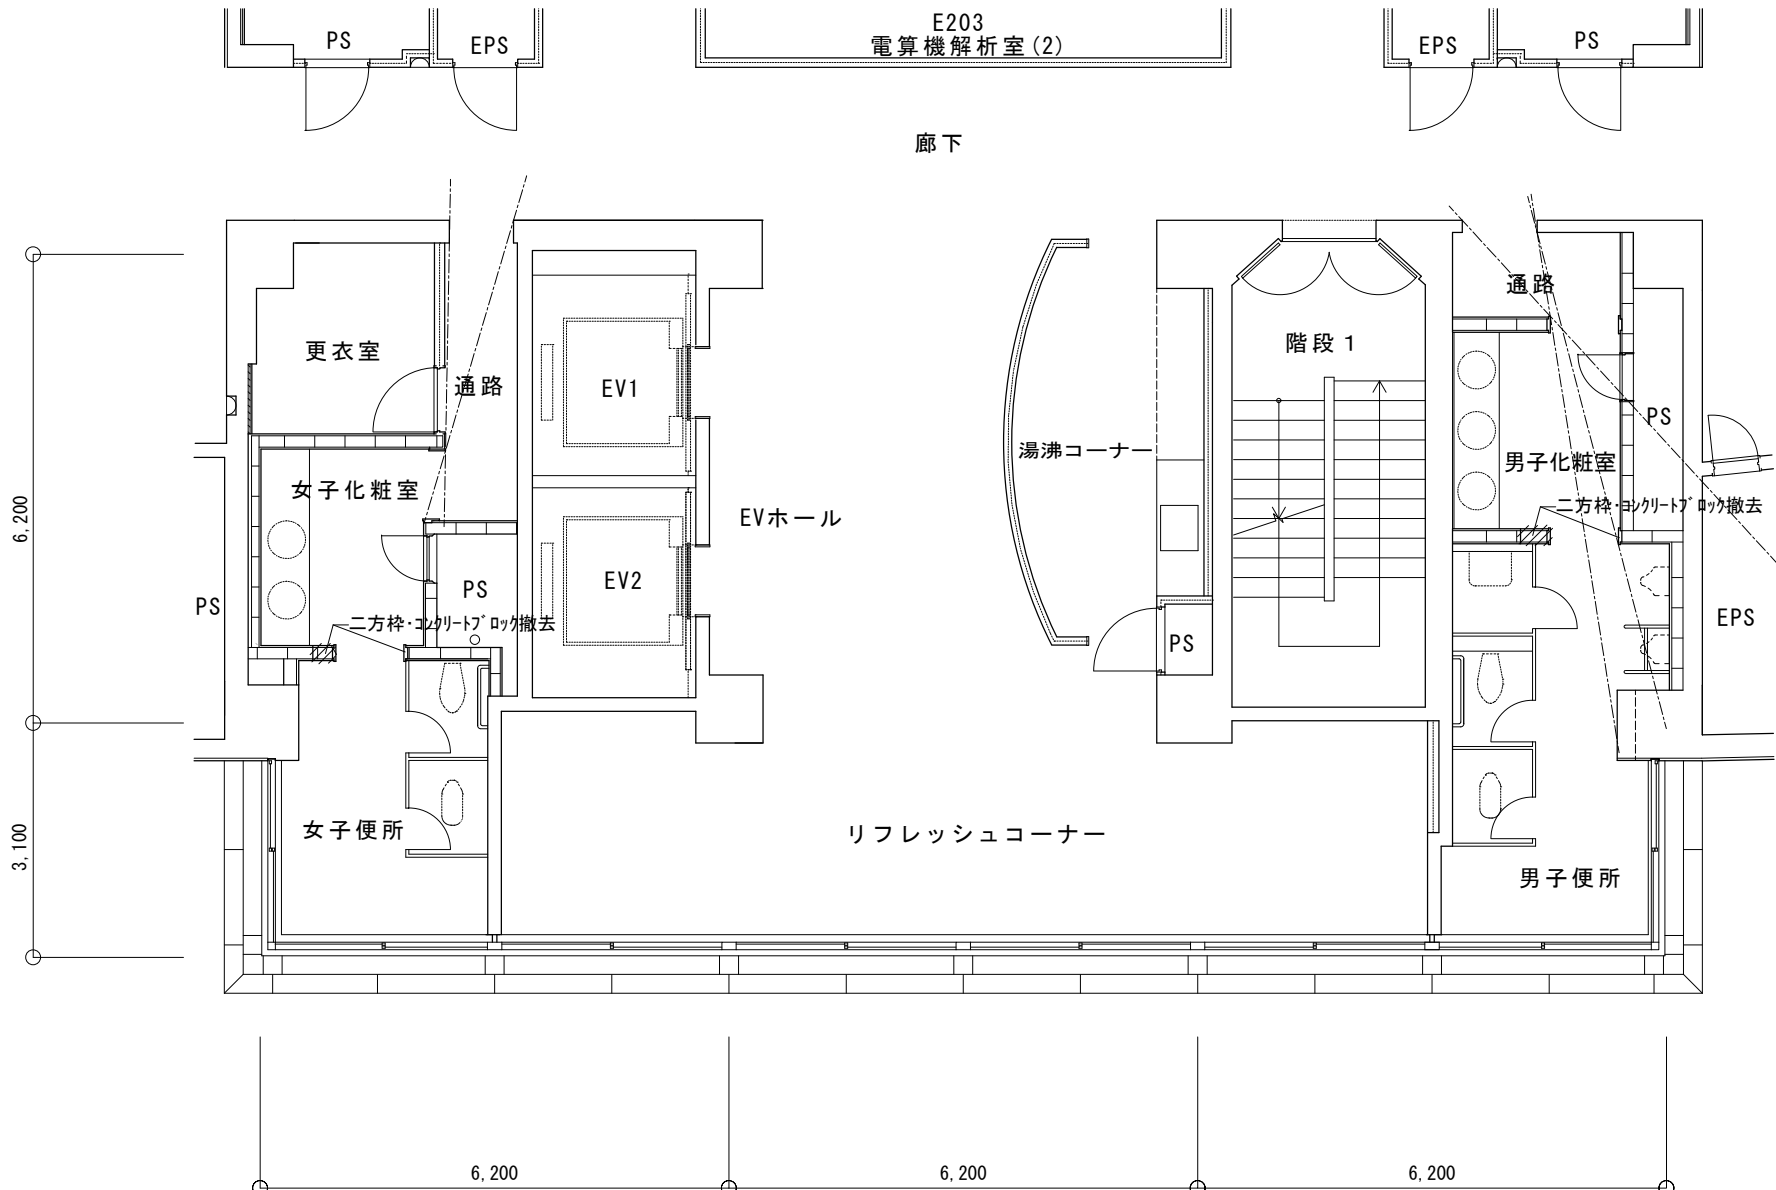 PS
EPS
E203
電算機解析室(2)
EPS
PS
廊下
通路
更衣室
通路
EV1
階段1
PS
湯沸コーナー
男子化粧室
女子化粧室
二方枠・コンクリートブロック撤去
EVホール
6,200
EV2
PS
PS
二方枠・コンクリートブロック撤去
EPS
PS
女子便所
リフレッシュコーナー
3,100
男子便所
6,200
6,200
6,200